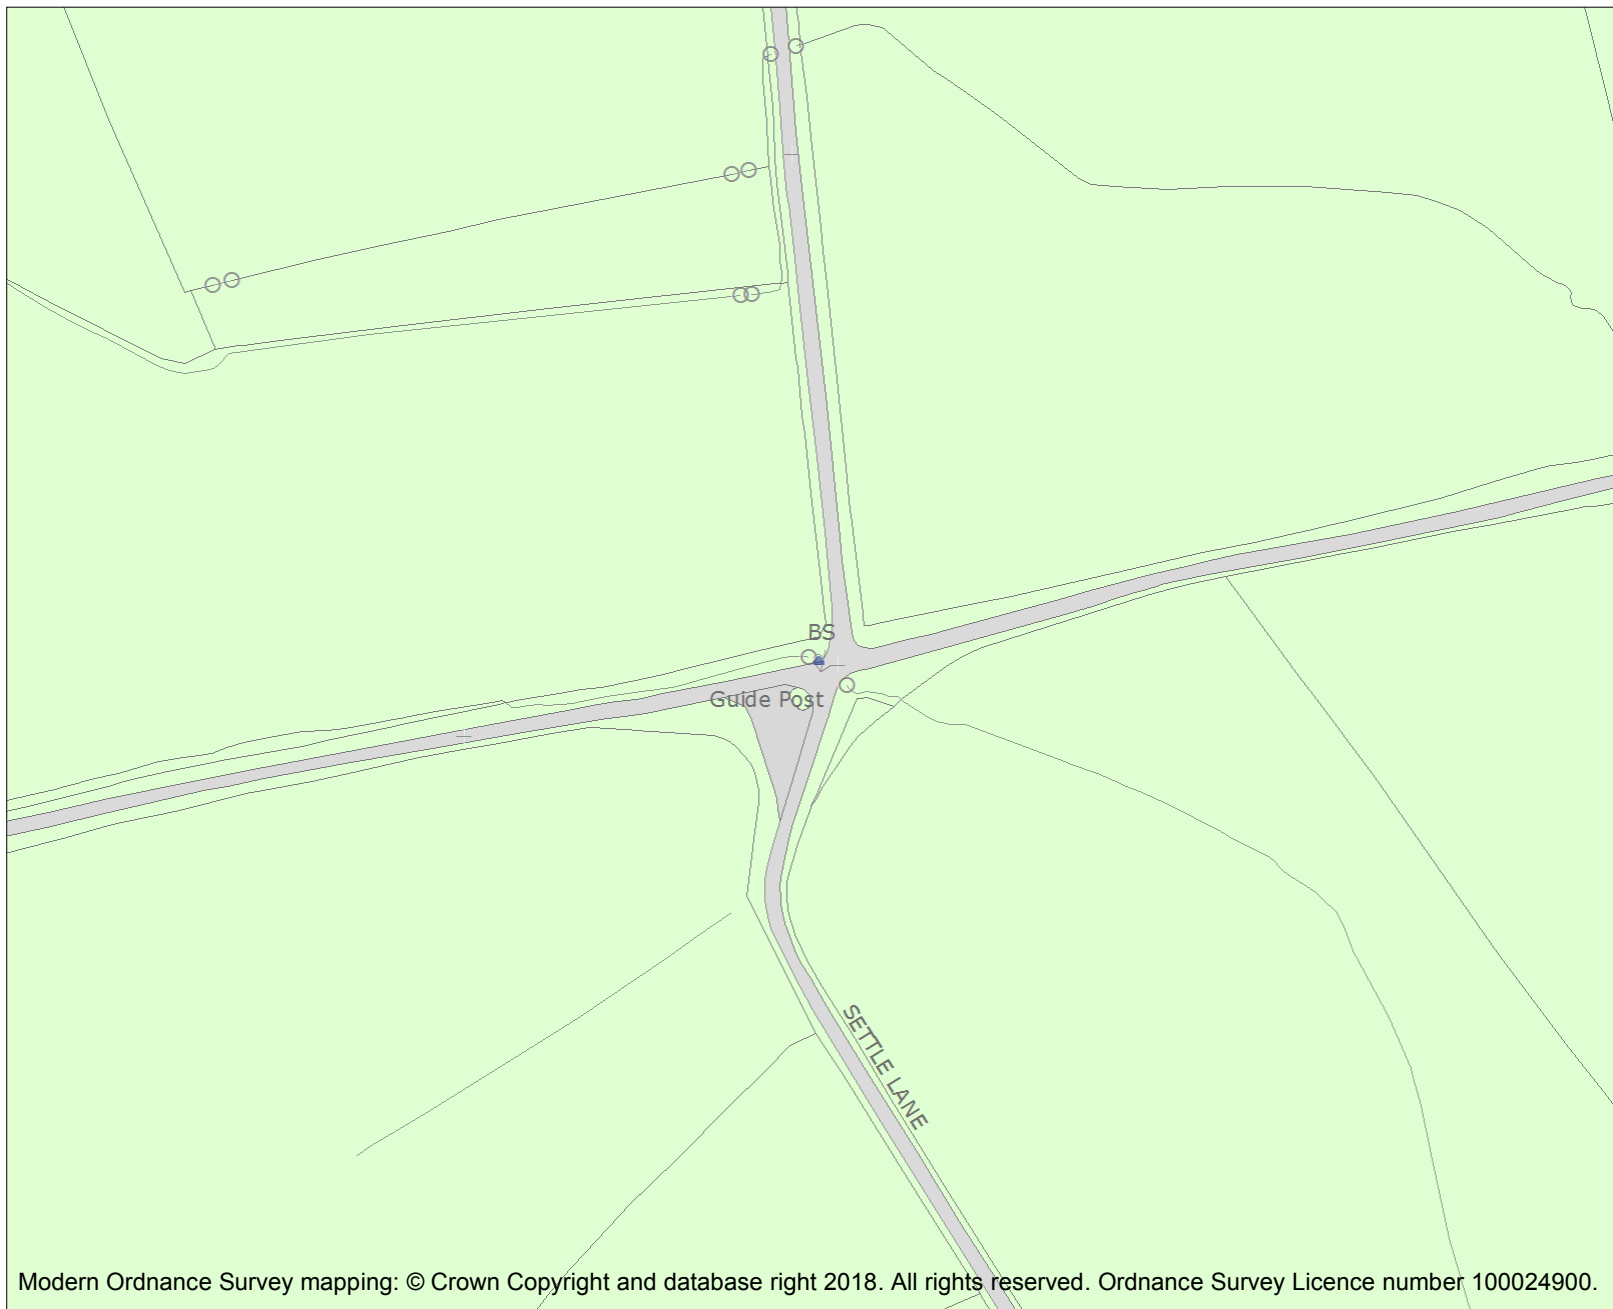 BS
Guide Post
SETTLE LANE
Modern Ordnance Survey mapping: © Crown Copyright and database right 2018. All rights reserved. Ordnance Survey Licence number 100024900.